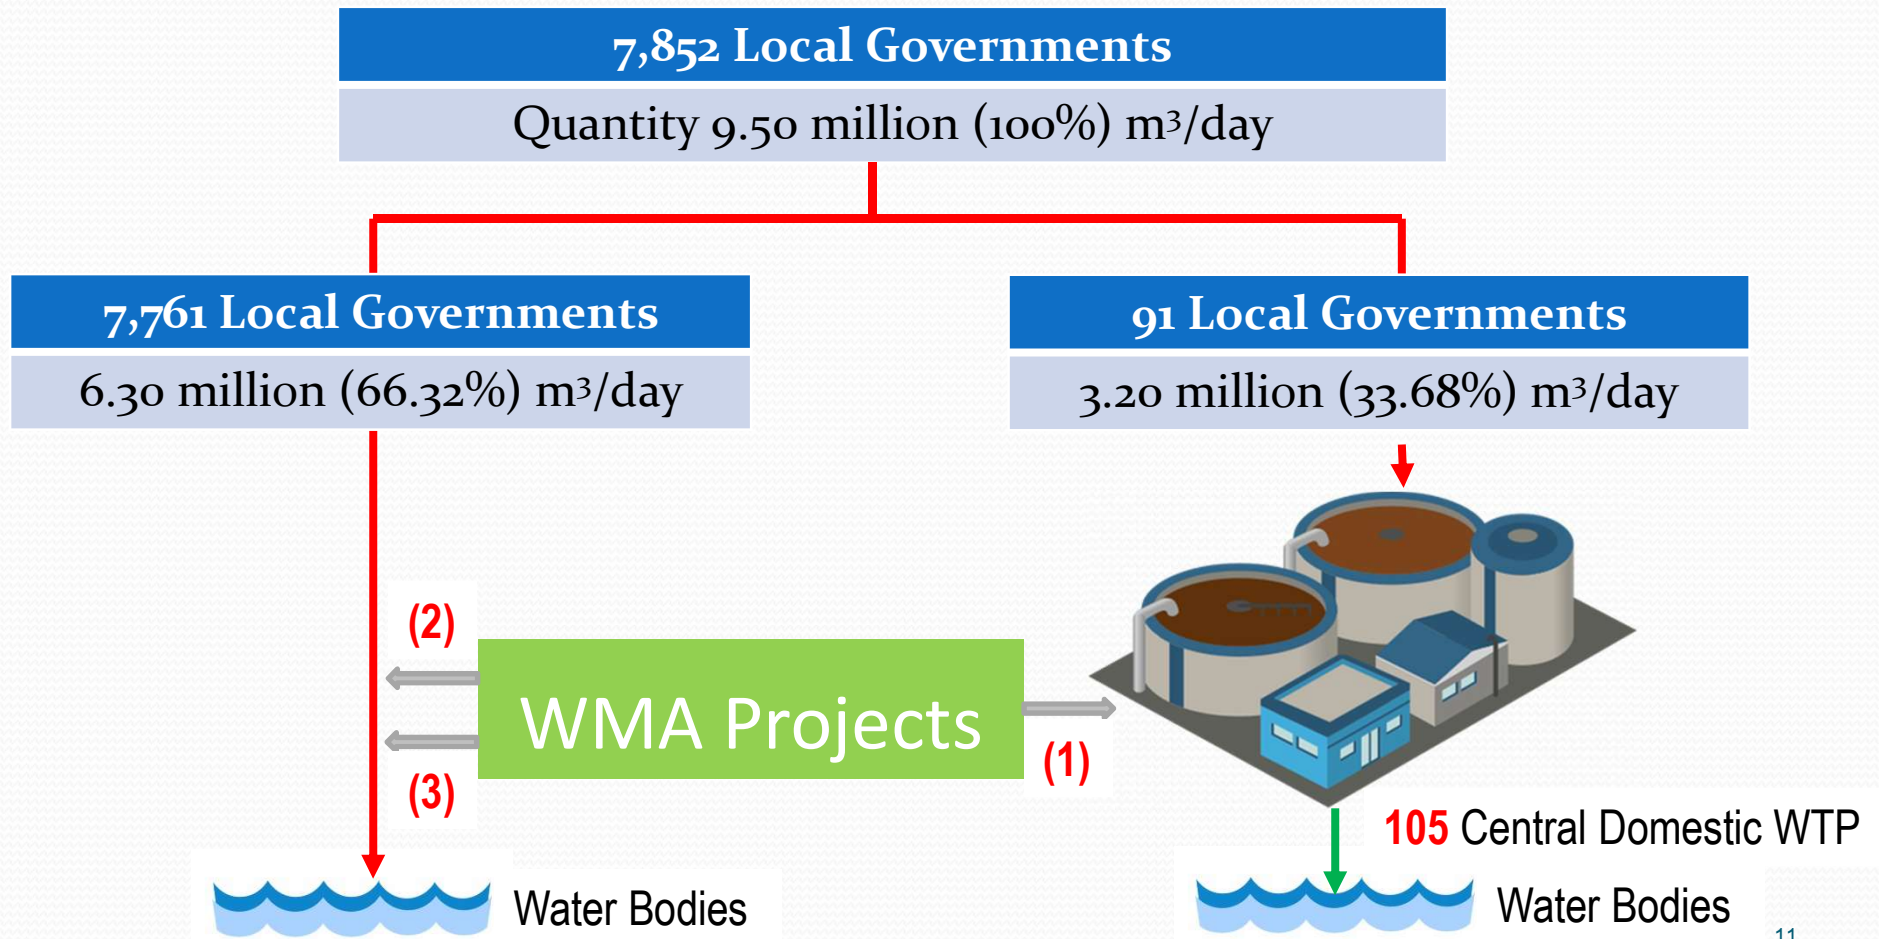 7,852 Local Governments
Quantity 9.50 million (100%) m³/day
7,761 Local Governments
6.30 million (66.32%) m³/day
91 Local Governments
3.20 million (33.68%) m³/day
(2)
WMA Projects
(3)
(1)
105 Central Domestic WTP
Water Bodies
Water Bodies
11